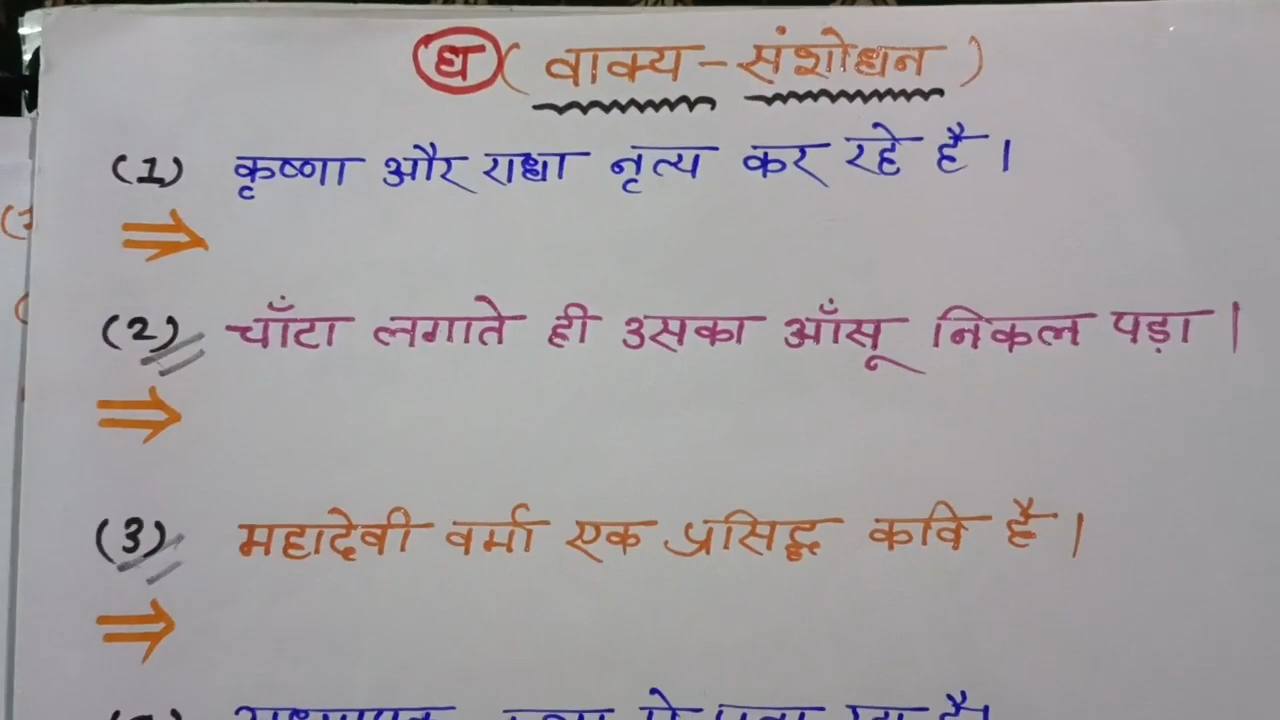 ध ( वाक्य - संशोधन )
(1) कृष्णा और राधा नृत्य कर रहे है।
⇒
(2) चाँटा लगाते ही उसका आँसू निकल पड़ा।
⇒
(3) महादेवी वर्मा एक प्रसिद्ध कवि है।
⇒